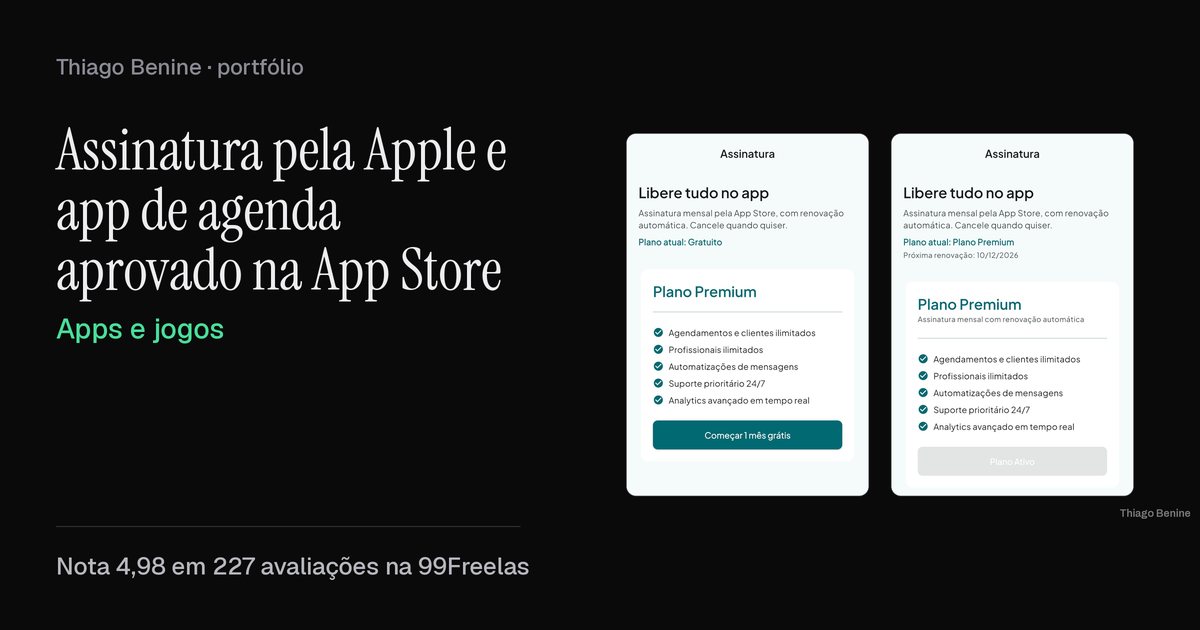 Thiago Benine · portfólio
Assinatura pela Apple e
app de agenda
aprovado na App Store
Apps e jogos
Nota 4,98 em 227 avaliações na 99Freelas
Assinatura
Libere tudo no app
Assinatura mensal pela App Store, com renovação
automática. Cancele quando quiser.
Plano atual: Gratuito
Plano Premium
Agendamentos e clientes ilimitados
Profissionais ilimitados
Automatizações de mensagens
Suporte prioritário 24/7
Analytics avançado em tempo real
Começar 1 mês grátis
Assinatura
Libere tudo no app
Assinatura mensal pela App Store, com renovação
automática. Cancele quando quiser.
Plano atual: Plano Premium
Próxima renovação: 10/12/2026
Plano Premium
Assinatura mensal com renovação automática
Agendamentos e clientes ilimitados
Profissionais ilimitados
Automatizações de mensagens
Suporte prioritário 24/7
Analytics avançado em tempo real
Plano Ativo
Thiago Benine